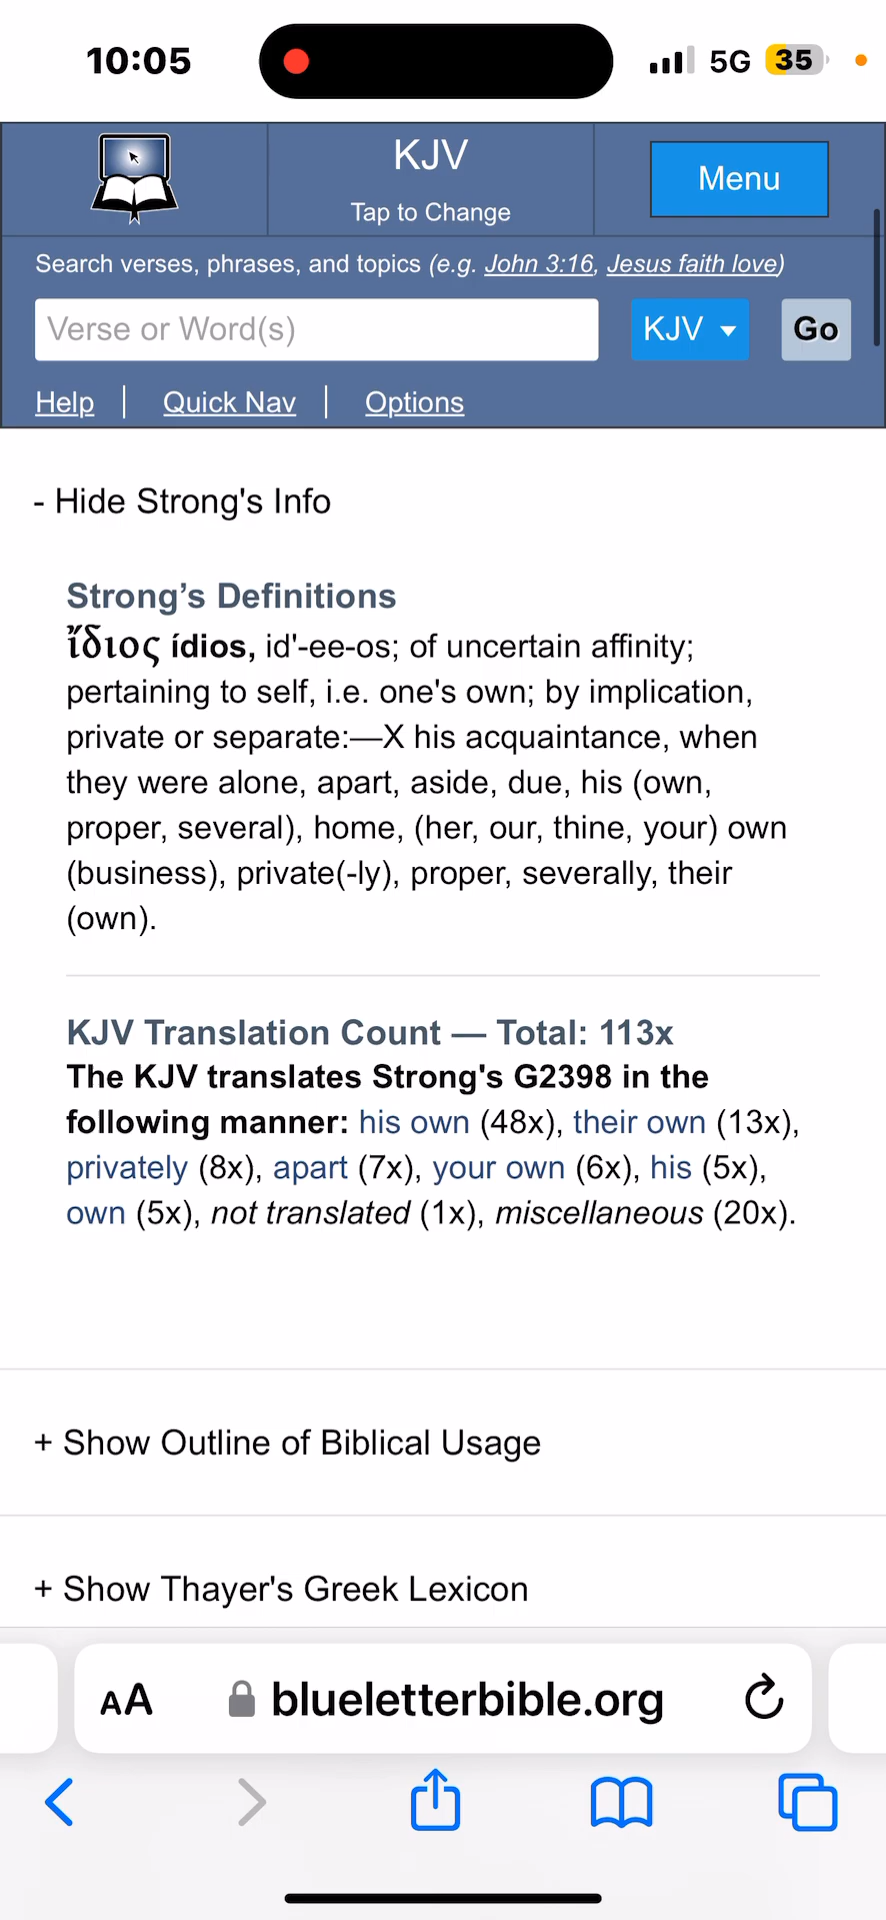 10:05
5G
35
KJV
Tap to Change
Menu
Search verses, phrases, and topics (e.g. John 3:16, Jesus faith love)
Verse or Word(s)
KJV
Go
Help | Quick Nav | Options
- Hide Strong's Info
Strong’s Definitions
ἴδιος ídios, id'-ee-os; of uncertain affinity;
pertaining to self, i.e. one's own; by implication,
private or separate:—X his acquaintance, when
they were alone, apart, aside, due, his (own,
proper, several), home, (her, our, thine, your) own
(business), private(-ly), proper, severally, their
(own).
KJV Translation Count — Total: 113x
The KJV translates Strong's G2398 in the
following manner: his own (48x), their own (13x),
privately (8x), apart (7x), your own (6x), his (5x),
own (5x), not translated (1x), miscellaneous (20x).
+ Show Outline of Biblical Usage
+ Show Thayer's Greek Lexicon
AA
blueletterbible.org